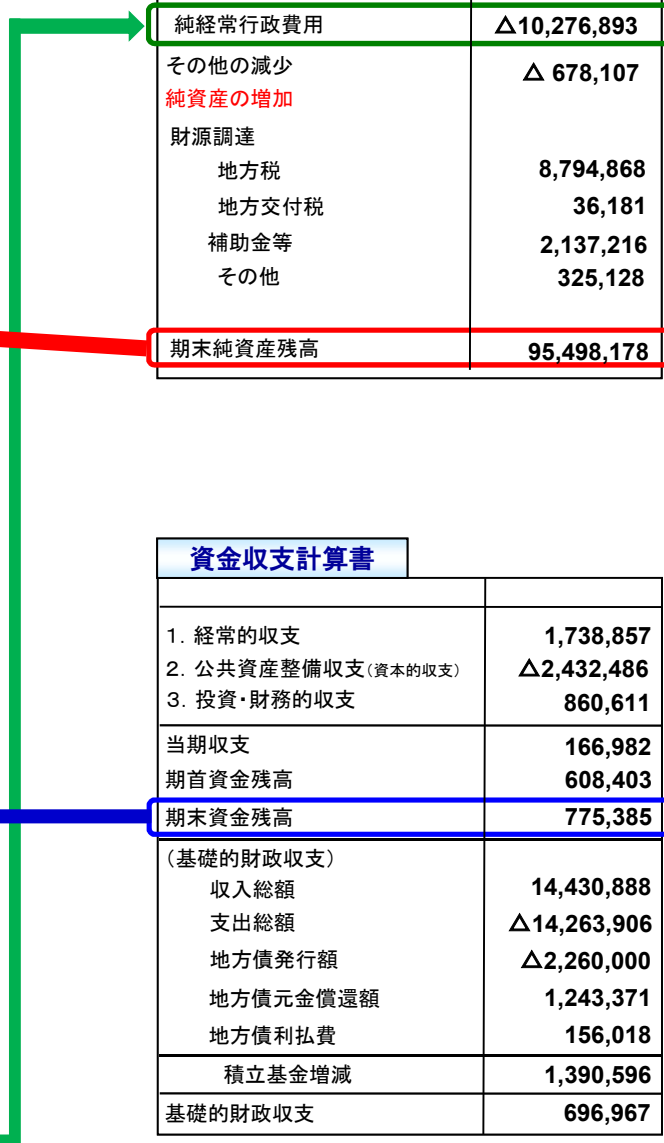 純経常行政費用 △10,276,893
その他の減少 △ 678,107
純資産の増加
財源調達
地方税 8,794,868
地方交付税 36,181
補助金等 2,137,216
その他 325,128
期末純資産残高 95,498,178
資金収支計算書
1. 経常的収支 1,738,857
2. 公共資産整備収支(資本的収支) △2,432,486
3. 投資・財務的収支 860,611
当期収支 166,982
期首資金残高 608,403
期末資金残高 775,385
(基礎的財政収支)
収入総額 14,430,888
支出総額 △14,263,906
地方債発行額 △2,260,000
地方債元金償還額 1,243,371
地方債利払費 156,018
積立基金増減 1,390,596
基礎的財政収支 696,967